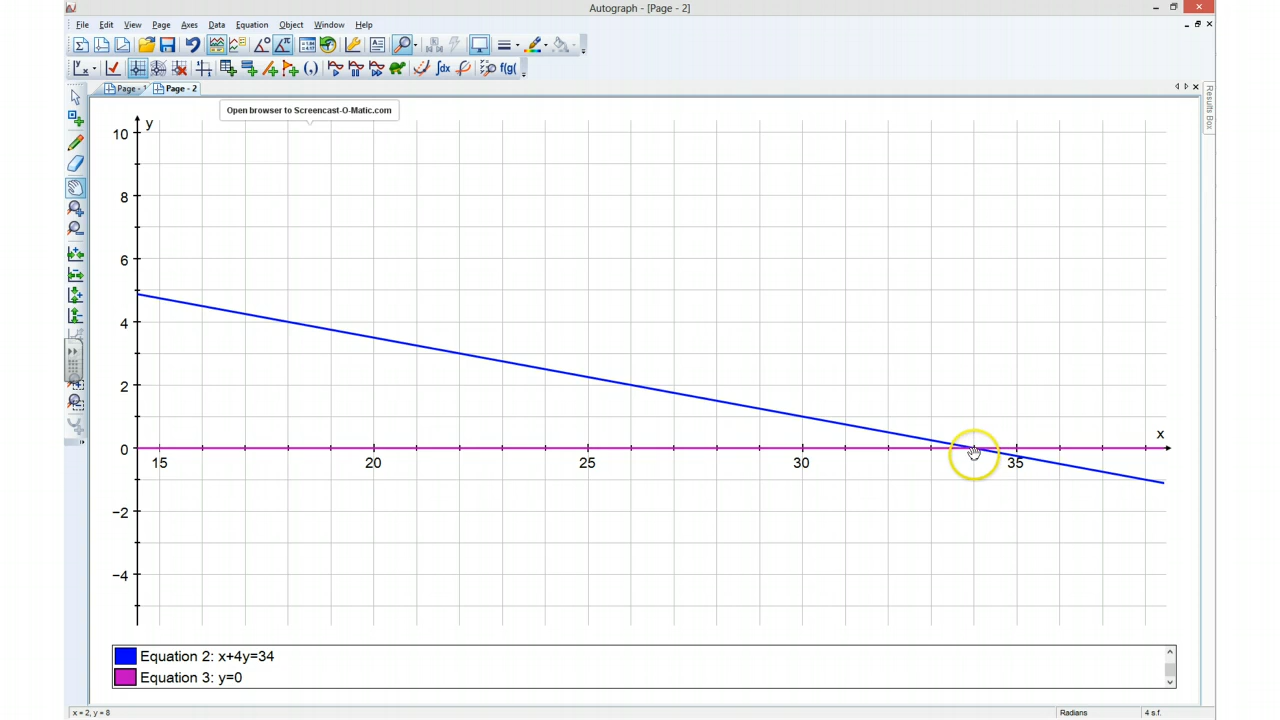 Autograph - [Page - 2]
File Edit View Page Axes Data Equation Object Window Help
Page - 1 Page - 2
Open browser to Screencast-O-Matic.com
Results Box
y
10
8
6
4
2
0
−2
−4
x
15 20 25 30 35
Equation 2: x+4y=34
Equation 3: y=0
x = 2, y = 8 Radians 4 s.f.